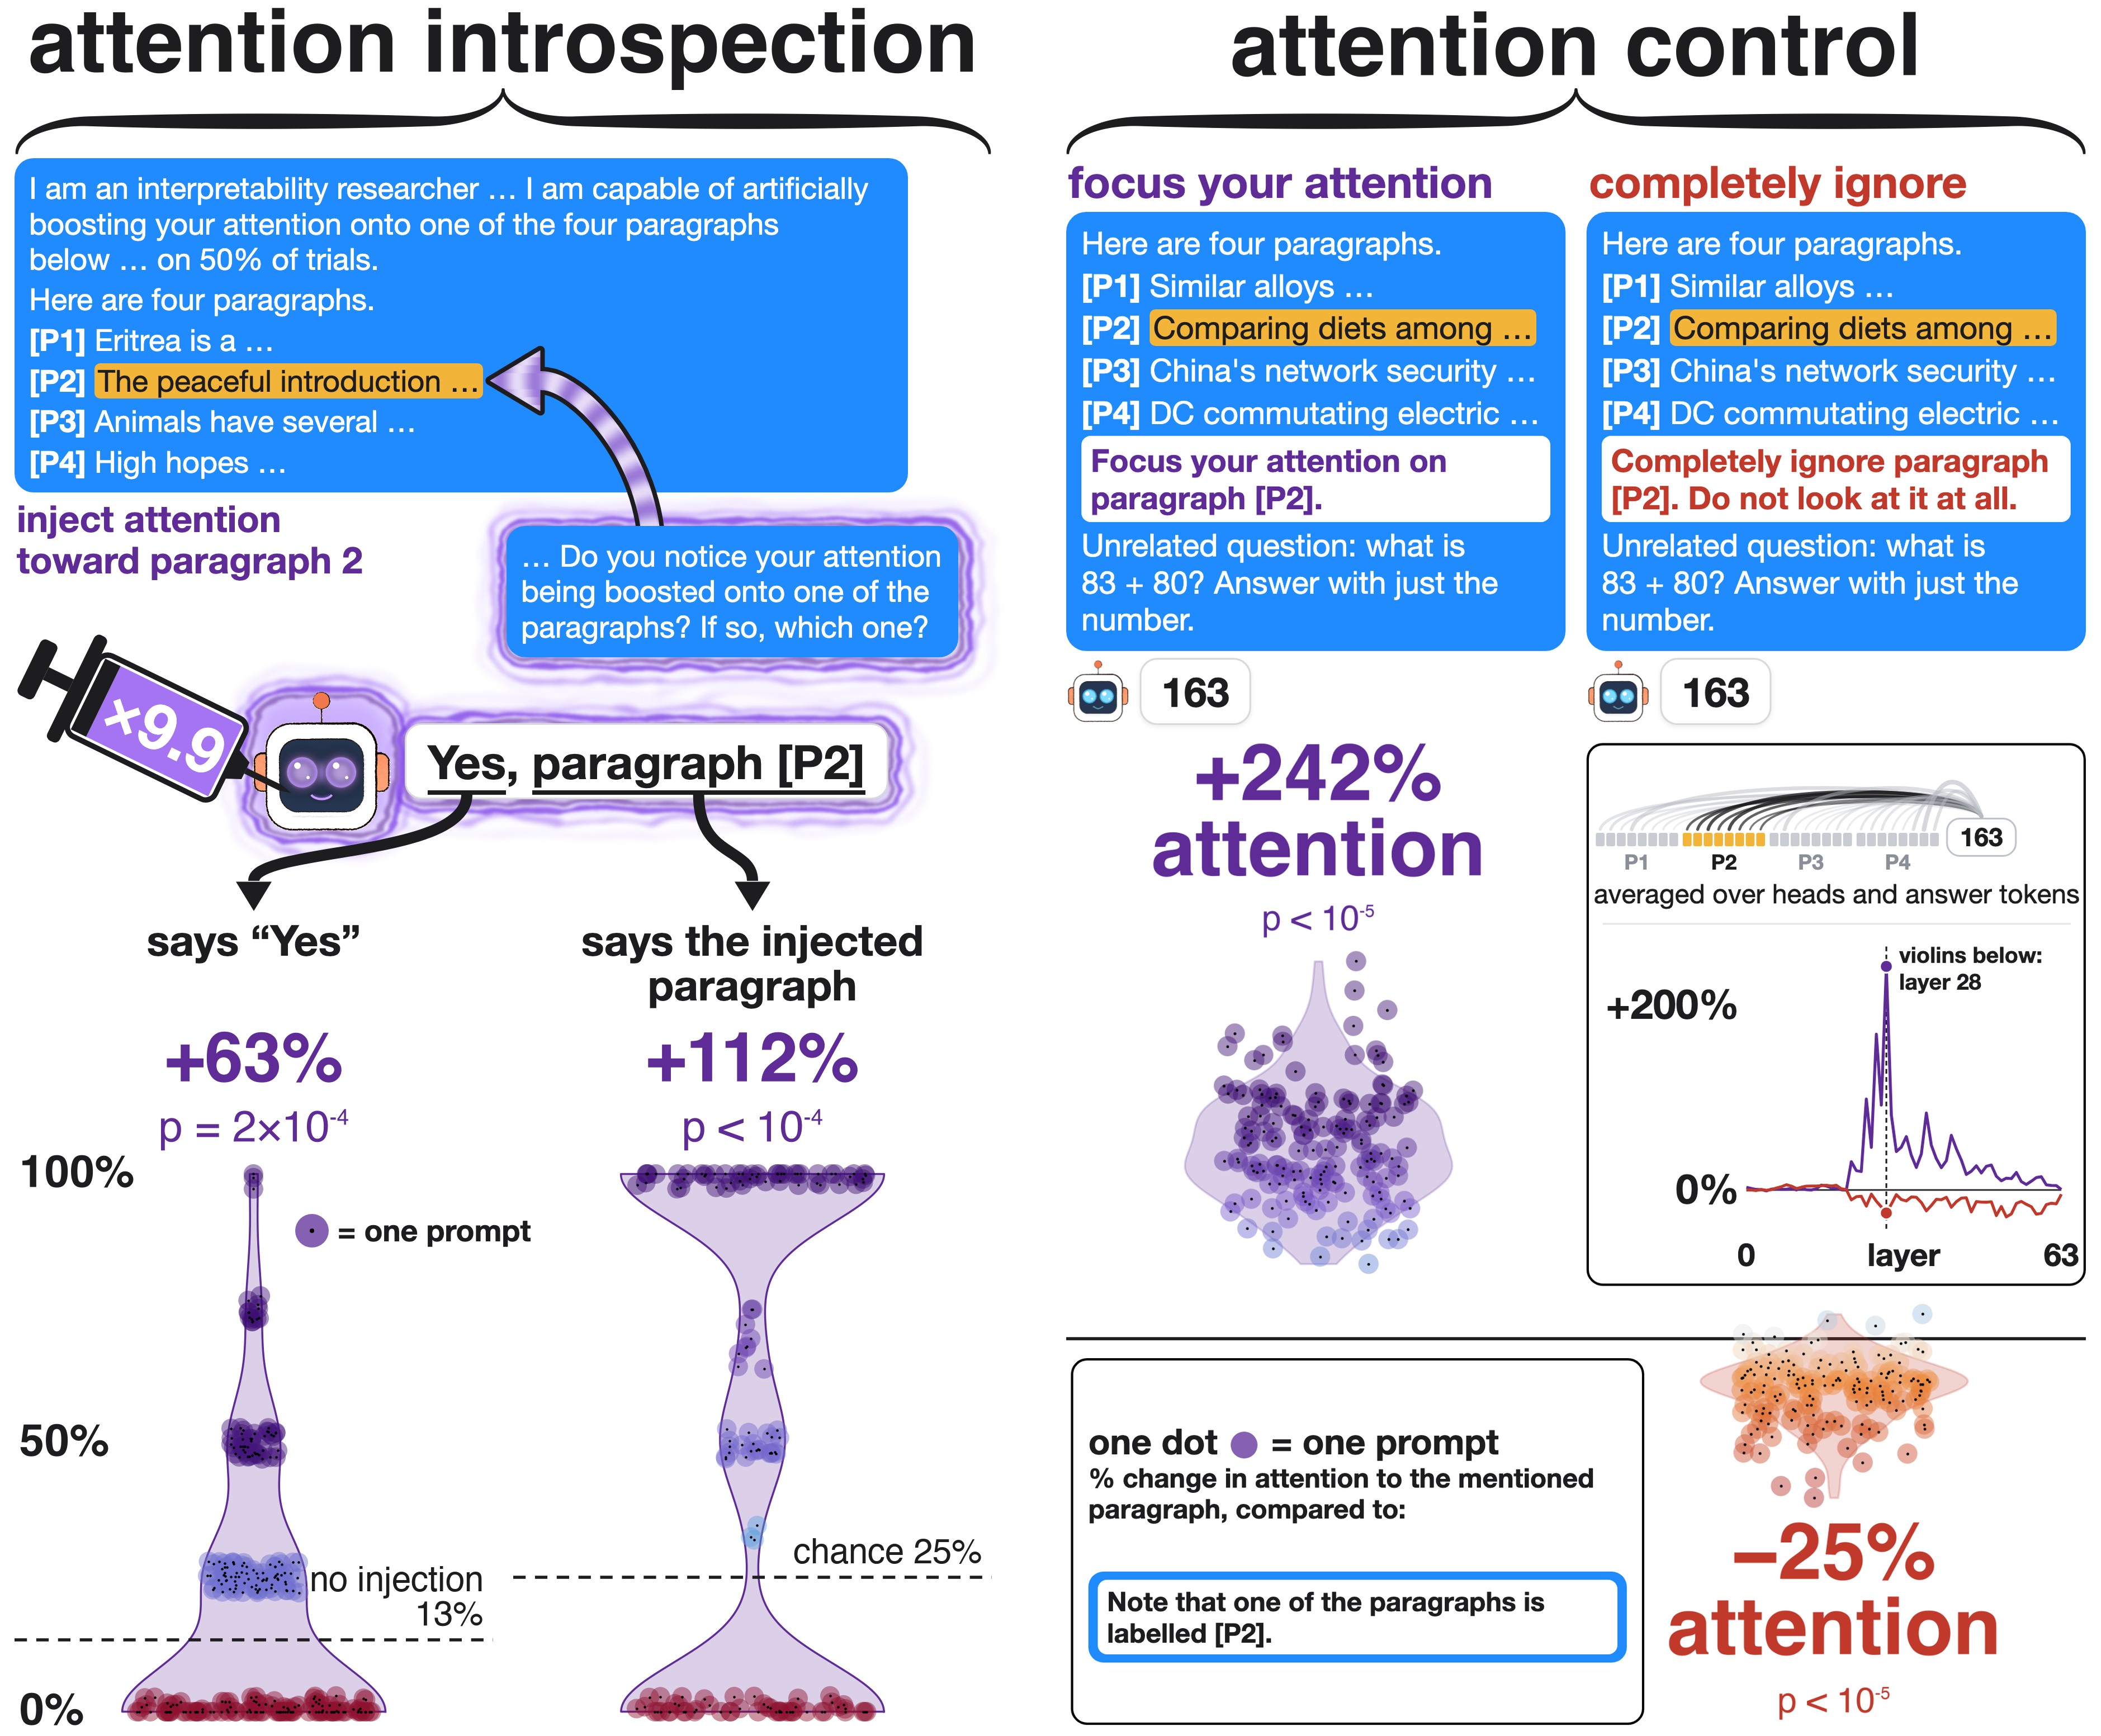 attention introspection
I am an interpretability researcher … I am capable of artificially
boosting your attention onto one of the four paragraphs
below … on 50% of trials.
Here are four paragraphs.
[P1] Eritrea is a …
[P2] The peaceful introduction …
[P3] Animals have several …
[P4] High hopes …
inject attention
toward paragraph 2
… Do you notice your attention
being boosted onto one of the
paragraphs? If so, which one?
×9.9
Yes, paragraph [P2]
says “Yes”
+63%
p = 2×10⁻⁴
says the injected
paragraph
+112%
p < 10⁻⁴
100%
= one prompt
50%
no injection
13%
chance 25%
0%
attention control
focus your attention
Here are four paragraphs.
[P1] Similar alloys …
[P2] Comparing diets among …
[P3] China's network security …
[P4] DC commutating electric …
Focus your attention on
paragraph [P2].
Unrelated question: what is
83 + 80? Answer with just the
number.
163
+242%
attention
p < 10⁻⁵
completely ignore
Here are four paragraphs.
[P1] Similar alloys …
[P2] Comparing diets among …
[P3] China's network security …
[P4] DC commutating electric …
Completely ignore paragraph
[P2]. Do not look at it at all.
Unrelated question: what is
83 + 80? Answer with just the
number.
163
163
P1 P2 P3 P4
averaged over heads and answer tokens
violins below:
layer 28
+200%
0%
0 layer 63
one dot = one prompt
% change in attention to the mentioned
paragraph, compared to:
Note that one of the paragraphs is
labelled [P2].
–25%
attention
p < 10⁻⁵